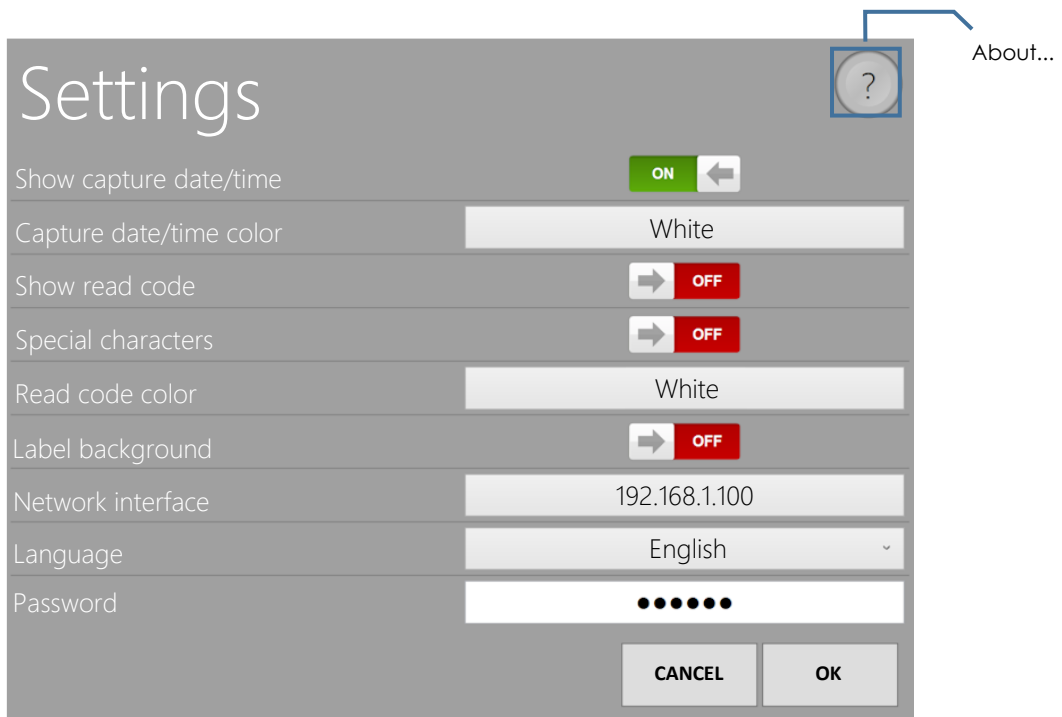 About...
Settings
?
Show capture date/time ON
Capture date/time color White
Show read code OFF
Special characters OFF
Read code color White
Label background OFF
Network interface 192.168.1.100
Language English
Password ●●●●●●
CANCEL OK